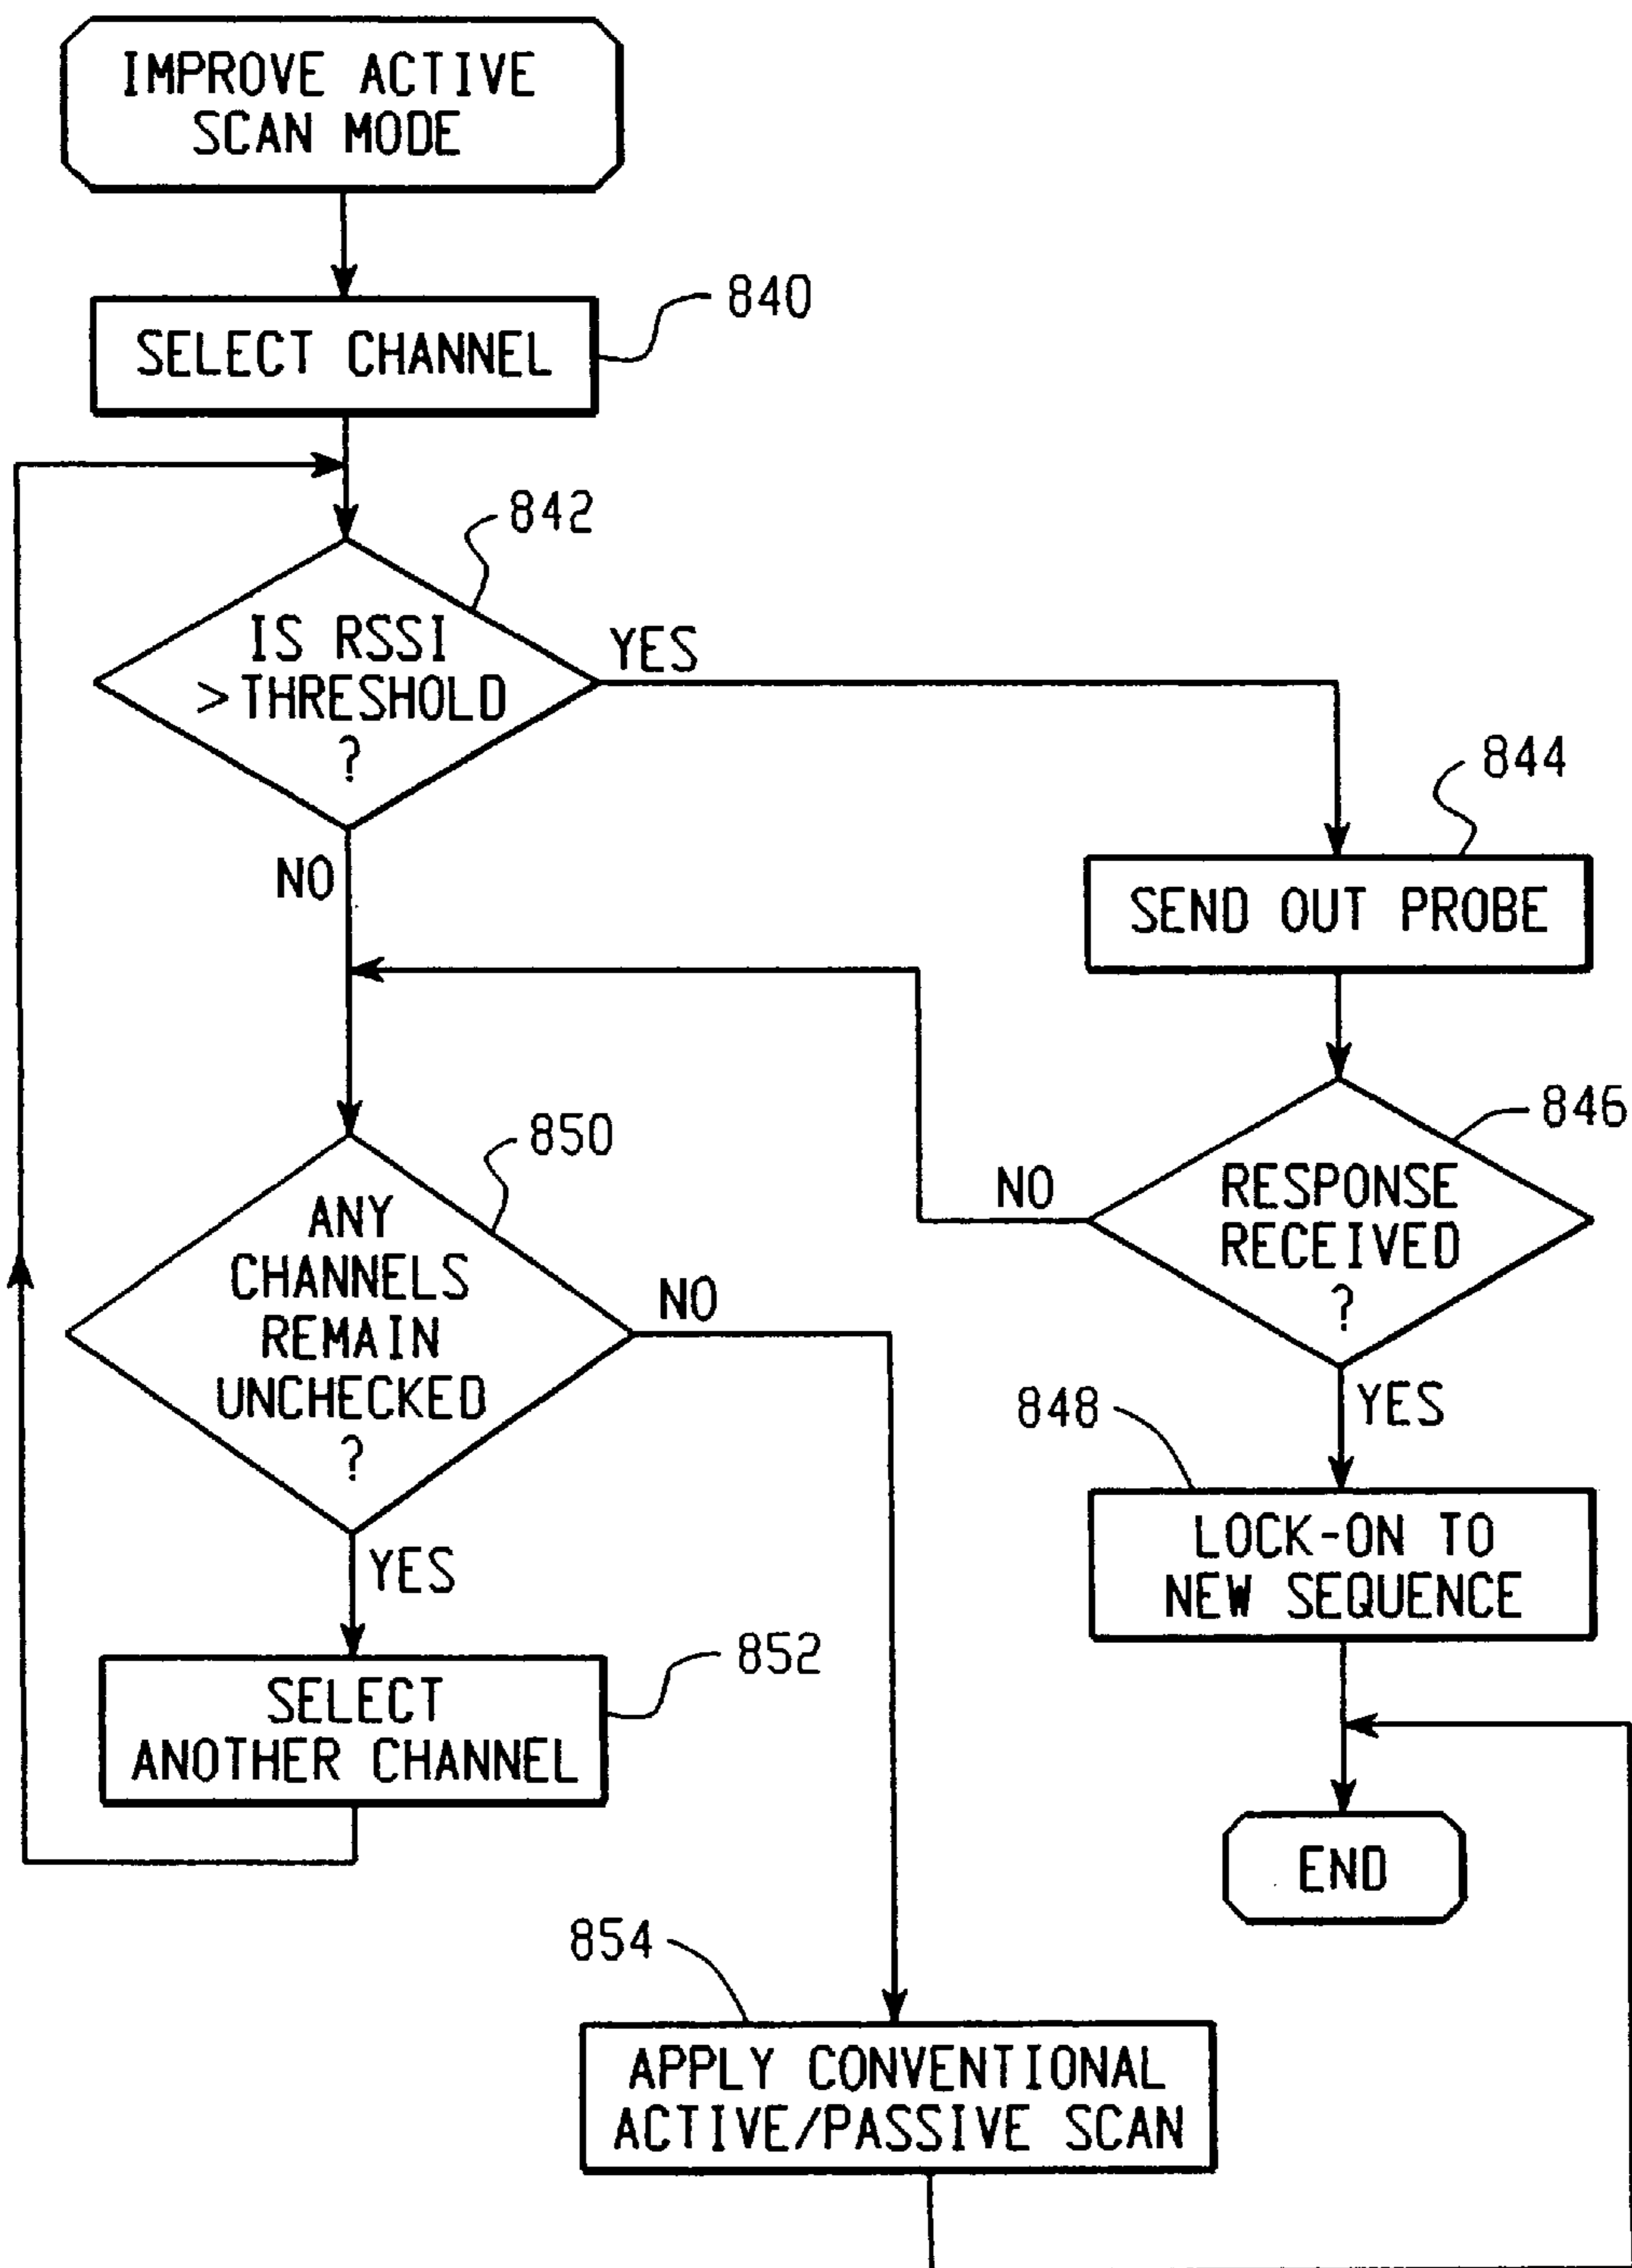 IMPROVE ACTIVE
SCAN MODE
840
SELECT CHANNEL
842
IS RSSI
> THRESHOLD
?
YES
NO
844
SEND OUT PROBE
846
RESPONSE
RECEIVED
?
NO
YES
850
ANY
CHANNELS
REMAIN
UNCHECKED
?
NO
YES
848
LOCK-ON TO
NEW SEQUENCE
852
SELECT
ANOTHER CHANNEL
END
854
APPLY CONVENTIONAL
ACTIVE/PASSIVE SCAN